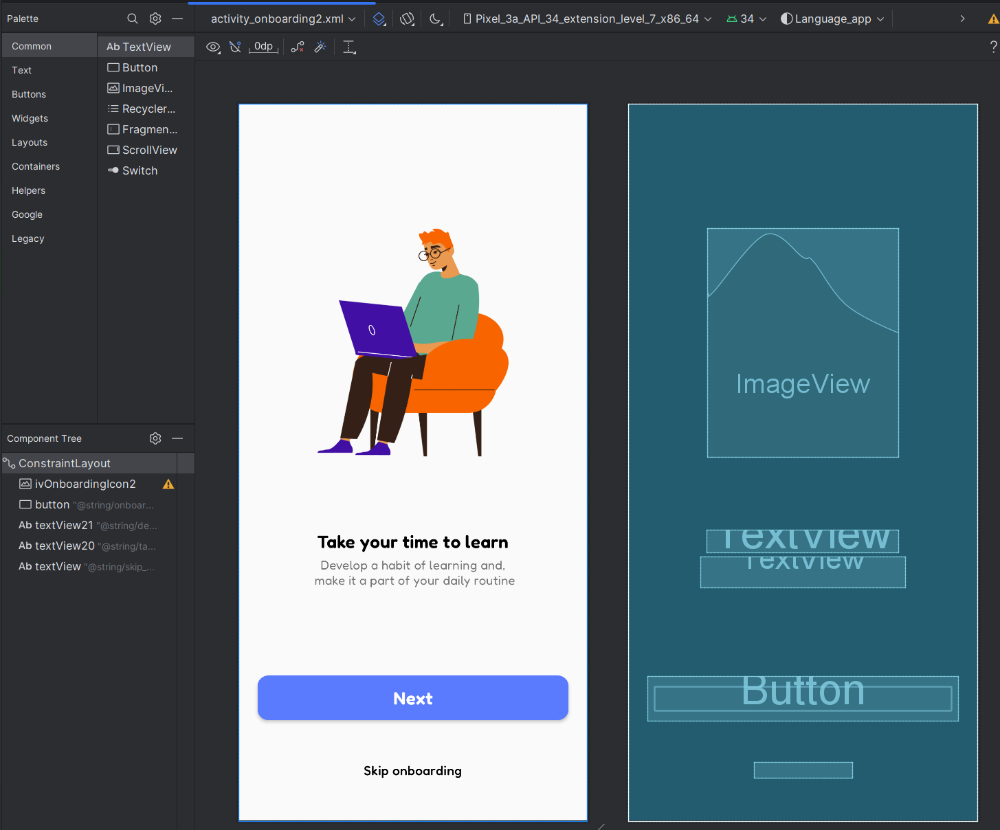 Palette
activity_onboarding2.xml
Pixel_3a_API_34_extension_level_7_x86_64
34
Language_app
0dp
?
Common
Text
Buttons
Widgets
Layouts
Containers
Helpers
Google
Legacy
Ab TextView
Button
ImageVi...
Recycler...
Fragmen...
ScrollView
Switch
Component Tree
ConstraintLayout
ivOnboardingIcon2
button "@string/onboar...
Ab textView21 "@string/de...
Ab textView20 "@string/ta...
Ab textView "@string/skip_...
Take your time to learn
Develop a habit of learning and,
make it a part of your daily routine
Next
Skip onboarding
ImageView
TextView
TextView
Button